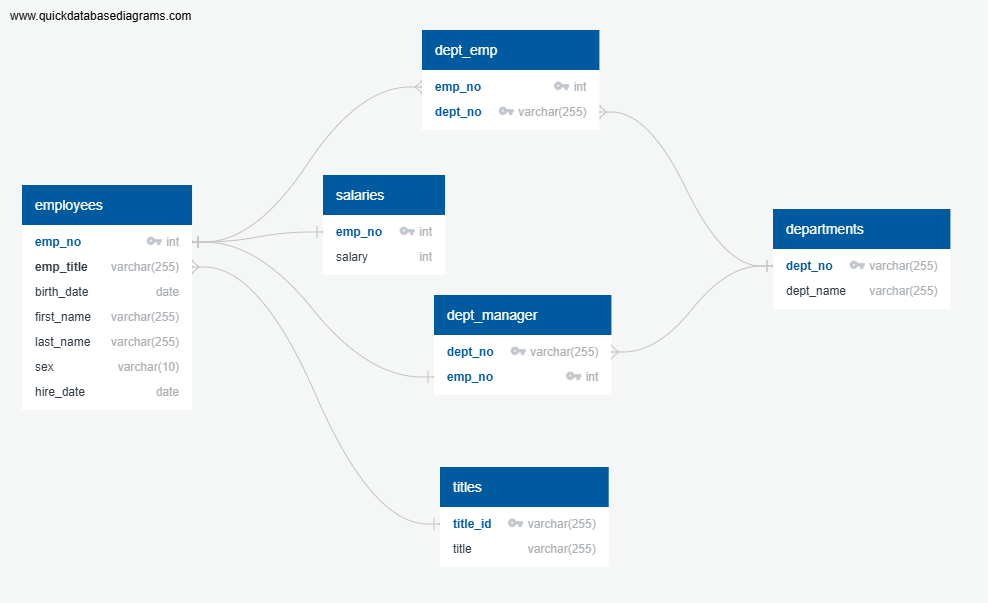 www.quickdatabasediagrams.com
dept_emp
emp_no int
dept_no varchar(255)
employees
emp_no int
emp_title varchar(255)
birth_date date
first_name varchar(255)
last_name varchar(255)
sex varchar(10)
hire_date date
salaries
emp_no int
salary int
departments
dept_no varchar(255)
dept_name varchar(255)
dept_manager
dept_no varchar(255)
emp_no int
titles
title_id varchar(255)
title varchar(255)